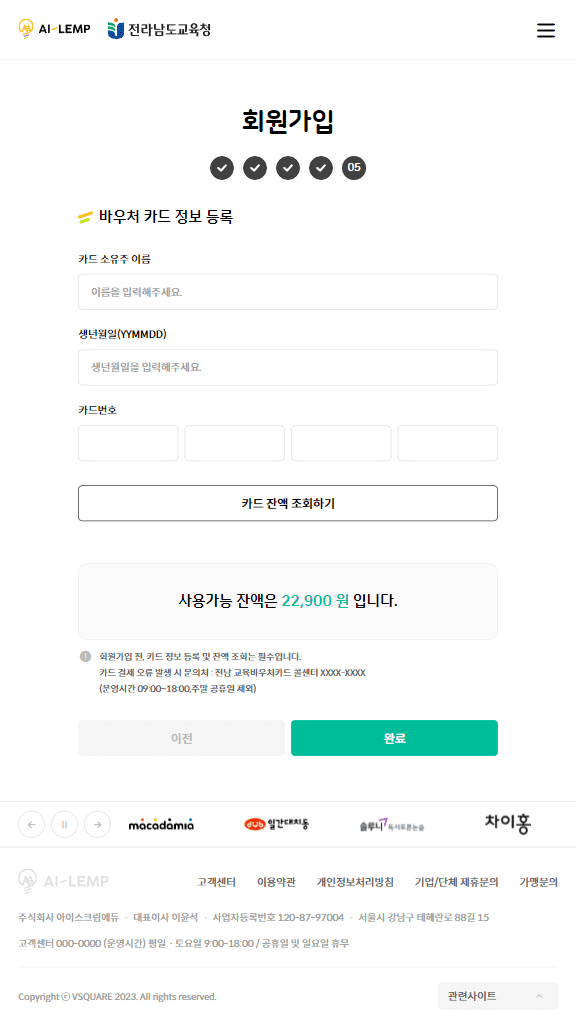 AI-LEMP 전라남도교육청
회원가입
05
바우처 카드 정보 등록
카드 소유주 이름
이름을 입력해주세요.
생년월일(YYMMDD)
생년월일을 입력해주세요.
카드번호
카드 잔액 조회하기
사용가능 잔액은 22,900 원 입니다.
회원가입 전, 카드 정보 등록 및 잔액 조회는 필수입니다.
카드 결제 오류 발생 시 문의처 : 전남 교육바우처카드 콜센터 XXXX-XXXX
(운영시간 09:00~18:00,주말 공휴일 제외)
이전 완료
macadamia dub 일간대치동 솔루니 독서토론논술 차이홍
AI-LEMP 고객센터 이용약관 개인정보처리방침 기업/단체 제휴문의 가맹문의
주식회사 아이스크림에듀 · 대표이사 이윤석 · 사업자등록번호 120-87-97004 · 서울시 강남구 테헤란로 88길 15
고객센터 000-0000 (운영시간) 평일 · 토요일 9:00-18:00 / 공휴일 및 일요일 휴무
Copyright ⓒ VSQUARE 2023. All rights reserved. 관련사이트